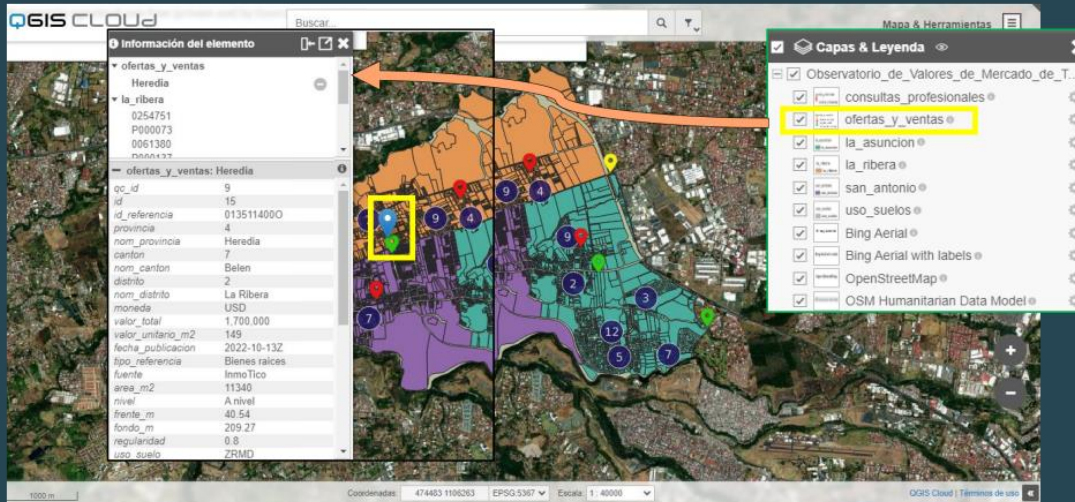 QGIS CLOUD
Buscar...
Mapa & Herramientas
Información del elemento
ofertas_y_ventas
Heredia
la_ribera
0254751
P000073
0061380
P000137
ofertas_y_ventas: Heredia
qc_id 9
id 15
id_referencia 013511400O
provincia 4
nom_provincia Heredia
canton 7
nom_canton Belen
distrito 2
nom_distrito La Ribera
moneda USD
valor_total 1,700,000
valor_unitario_m2 149
fecha_publicacion 2022-10-13Z
tipo_referencia Bienes raices
fuente InmoTico
area_m2 11340
nivel A nivel
frente_m 40.54
fondo_m 209.27
regularidad 0.8
uso_suelo ZRMD
9 4
9 4
9
2
3
7
12
5 7
Capas & Leyenda
Observatorio_de_Valores_de_Mercado_de_T...
consultas_profesionales
ofertas_y_ventas
la_asuncion
la_ribera
san_antonio
uso_suelos
Bing Aerial
Bing Aerial with labels
OpenStreetMap
OSM Humanitarian Data Model
1000 m
Coordenadas: 474483 1106263 EPSG:5367 Escala: 1 : 40000
QGIS Cloud | Términos de uso